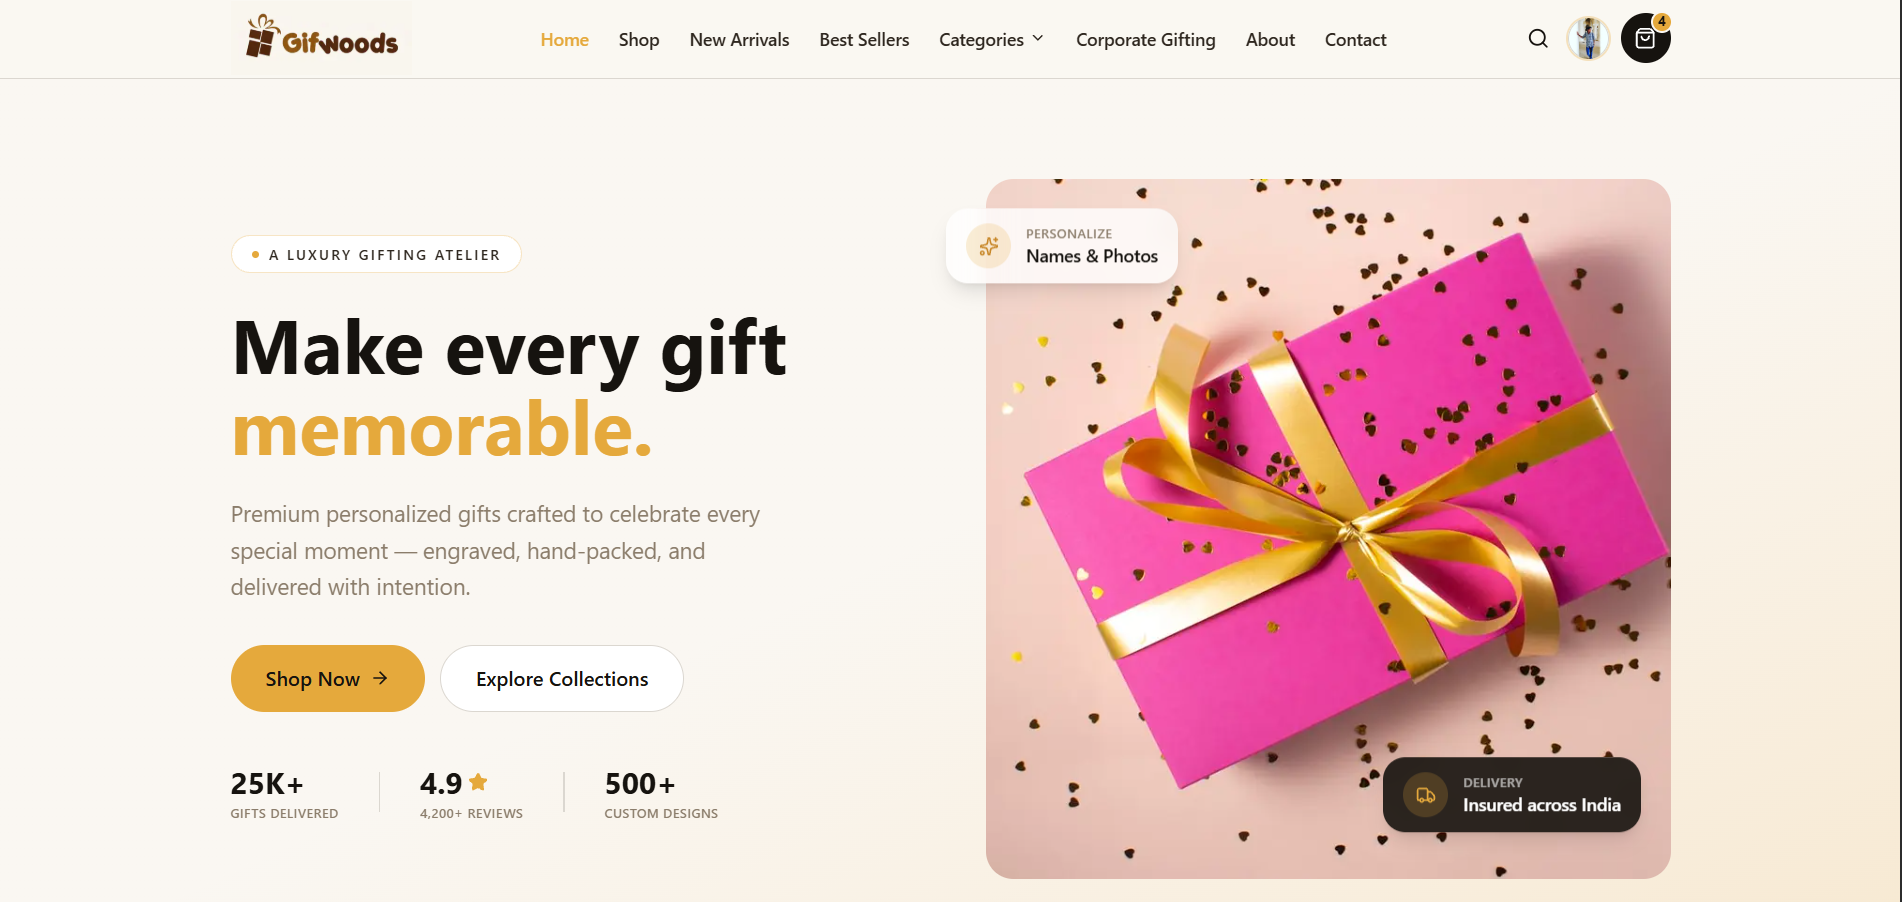 Gifwoods
Home
Shop
New Arrivals
Best Sellers
Categories
Corporate Gifting
About
Contact
4
A LUXURY GIFTING ATELIER
Make every gift
memorable.
Premium personalized gifts crafted to celebrate every
special moment — engraved, hand-packed, and
delivered with intention.
Shop Now
Explore Collections
25K+
GIFTS DELIVERED
4.9
4,200+ REVIEWS
500+
CUSTOM DESIGNS
PERSONALIZE
Names & Photos
DELIVERY
Insured across India